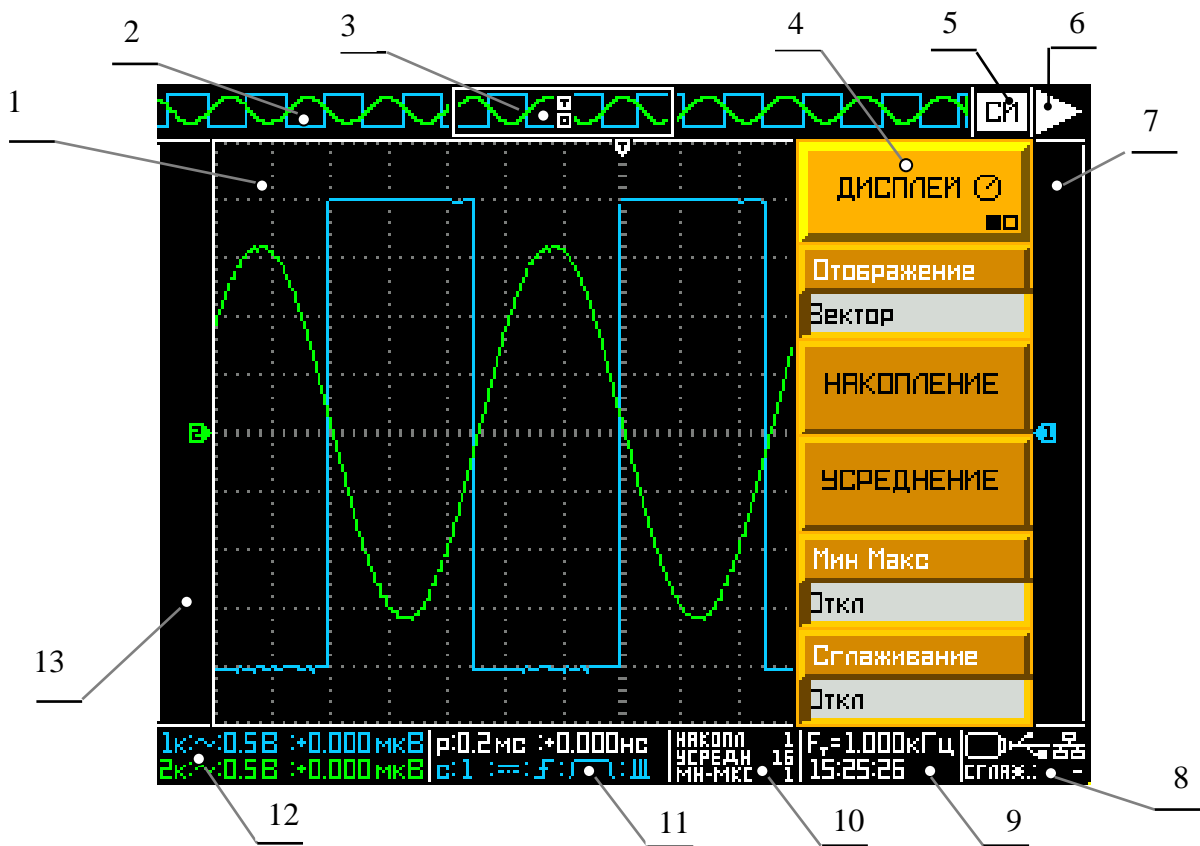 2
3
4
5
6
1
7
СИ
Т
ДИСПЛЕЙ
Отображение
Вектор
НАКОПЛЕНИЕ
2
1
УСРЕДНЕНИЕ
Мин Макс
Откл
Сглаживание
Откл
13
1к:~:0.5В :+0.000мкВ
2к:~:0.5В :+0.000мкВ
р:0.2мс :+0.000нс
с:1
НАКОПЛ 1
УСРЕДН 16
МН-МКС 1
Fт=1.000кГц
15:25:26
СГЛАЖ.: -
12
11
10
9
8